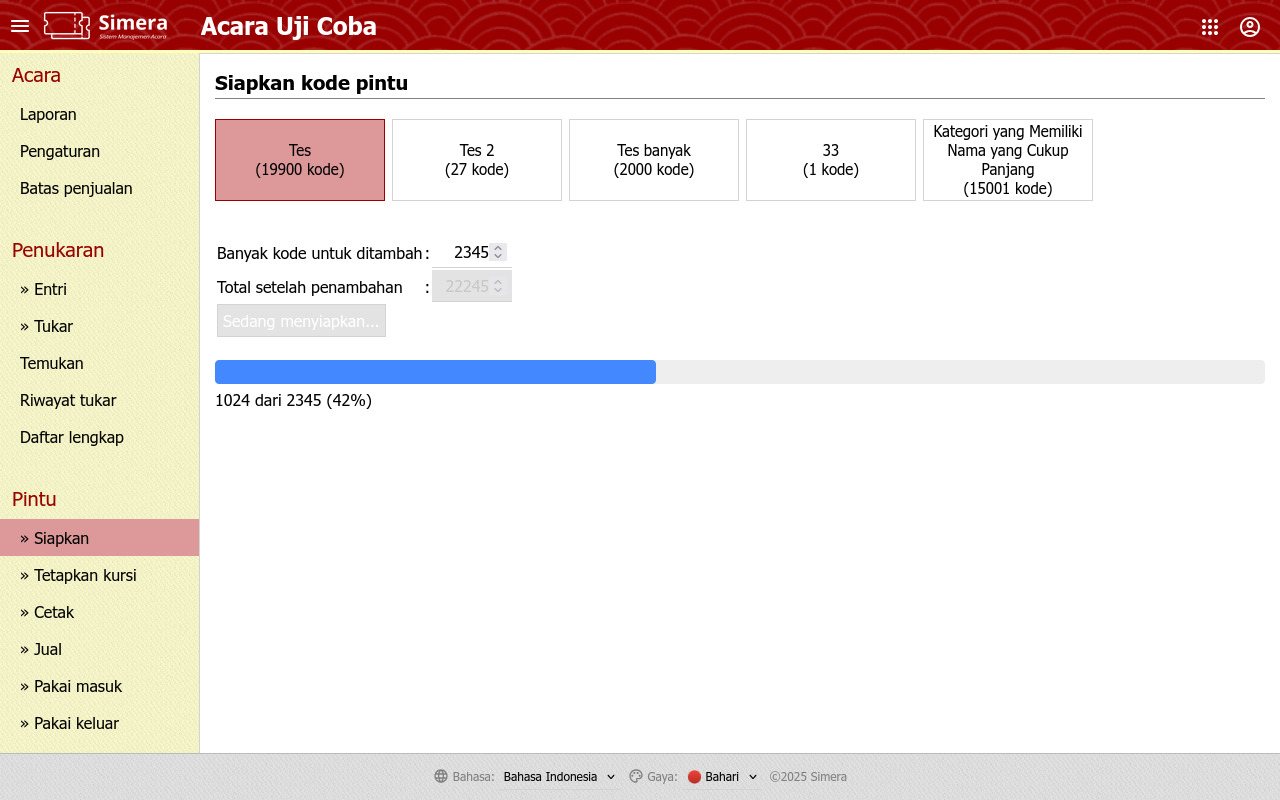 Simera
Sistem Manajemen Acara
Acara Uji Coba
Acara
Laporan
Pengaturan
Batas penjualan
Penukaran
» Entri
» Tukar
Temukan
Riwayat tukar
Daftar lengkap
Pintu
» Siapkan
» Tetapkan kursi
» Cetak
» Jual
» Pakai masuk
» Pakai keluar
Siapkan kode pintu
Tes
(19900 kode)
Tes 2
(27 kode)
Tes banyak
(2000 kode)
33
(1 kode)
Kategori yang Memiliki
Nama yang Cukup
Panjang
(15001 kode)
Banyak kode untuk ditambah : 2345
Total setelah penambahan : 22245
Sedang menyiapkan...
1024 dari 2345 (42%)
Bahasa: Bahasa Indonesia Gaya: Bahari ©2025 Simera